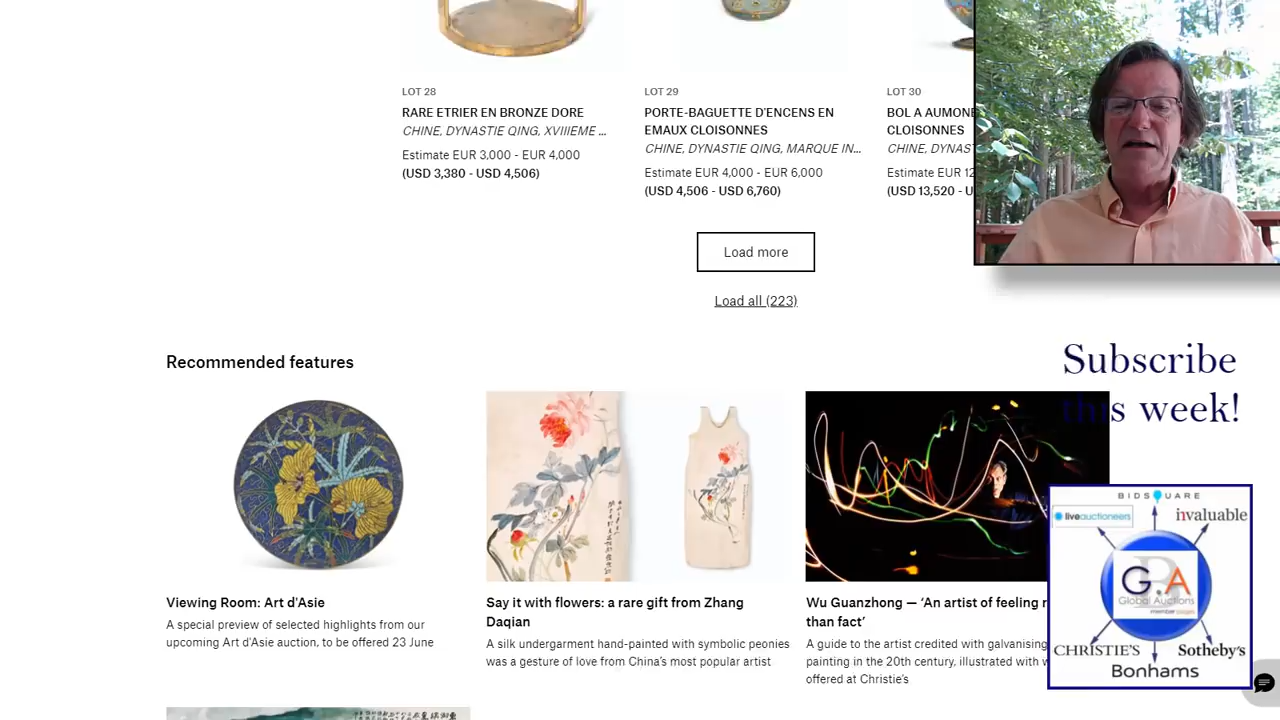 LOT 28
RARE ETRIER EN BRONZE DORE
CHINE, DYNASTIE QING, XVIIIEME ...
Estimate EUR 3,000 - EUR 4,000
(USD 3,380 - USD 4,506)
LOT 29
PORTE-BAGUETTE D'ENCENS EN
EMAUX CLOISONNES
CHINE, DYNASTIE QING, MARQUE IN...
Estimate EUR 4,000 - EUR 6,000
(USD 4,506 - USD 6,760)
LOT 30
BOL A AUMONE
CLOISONNES
CHINE, DYNAS
Estimate EUR 12
(USD 13,520 - U
Load more
Load all (223)
Subscribe
this week!
Recommended features
Viewing Room: Art d'Asie
A special preview of selected highlights from our
upcoming Art d'Asie auction, to be offered 23 June
Say it with flowers: a rare gift from Zhang
Daqian
A silk undergarment hand-painted with symbolic peonies
was a gesture of love from China's most popular artist
Wu Guanzhong — 'An artist of feeling r
than fact'
A guide to the artist credited with galvanising
painting in the 20th century, illustrated with w
offered at Christie's
BIDSQUARE
liveauctioneers
invaluable
GBA
Global Auctions
member pages
CHRISTIE'S
Sotheby's
Bonhams